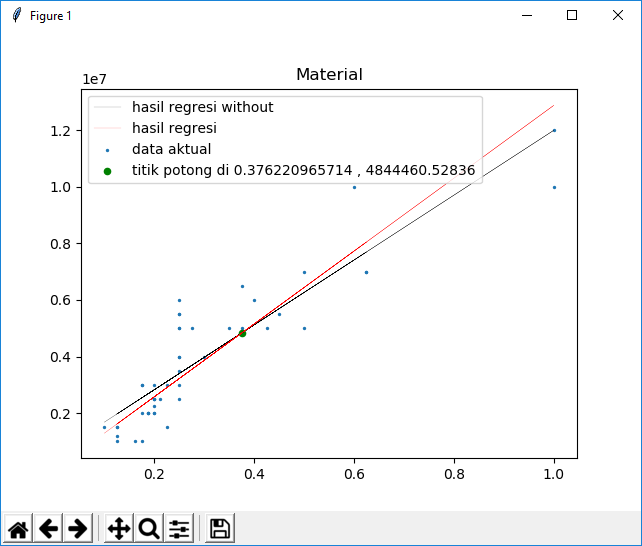 Figure 1
Material
1e7
hasil regresi without
hasil regresi
data aktual
titik potong di 0.376220965714 , 4844460.52836
1.2
1.0
0.8
0.6
0.4
0.2
0.2 0.4 0.6 0.8 1.0